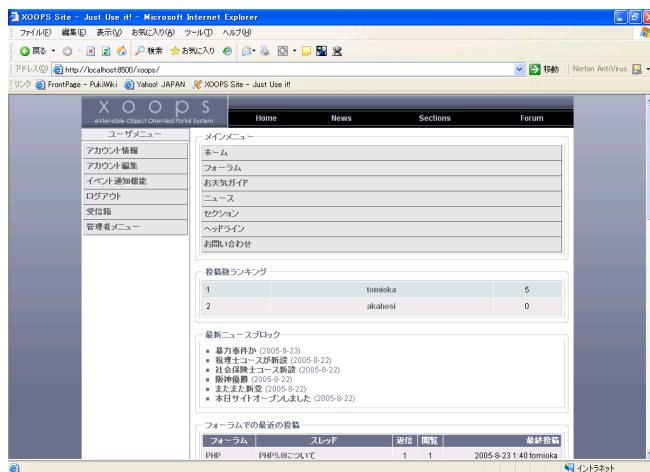 XOOPS Site - Just Use it! - Microsoft Internet Explorer
ファイル(F) 編集(E) 表示(V) お気に入り(A) ツール(T) ヘルプ(H)
戻る 検索 お気に入り
アドレス(D) http://localhost:8500/xoops/ 移動 Norton AntiVirus
リンク FrontPage - PukiWiki Yahoo! JAPAN XOOPS Site - Just Use it!
XOOPS
eXtensible Object Oriented Portal System
Home News Sections Forum
ユーザメニュー
アカウント情報
アカウント編集
イベント通知機能
ログアウト
受信箱
管理者メニュー
メインメニュー
ホーム
フォーラム
お天気ガイド
ニュース
セクション
ヘッドライン
お問い合わせ
投稿数ランキング
1 tomioka 5
2 akahosi 0
最新ニュースブロック
暴力事件か (2005-8-23)
税理士コースが新設 (2005-8-22)
社会保険士コース新設 (2005-8-22)
阪神優勝 (2005-8-22)
またまた新党 (2005-8-22)
本日サイトオープンしました (2005-8-22)
フォーラムでの最近の投稿
フォーラム スレッド 返信 閲覧 最終投稿
PHP PHP5.0について 1 1 2005-8-23 1:40 tomioka
イントラネット